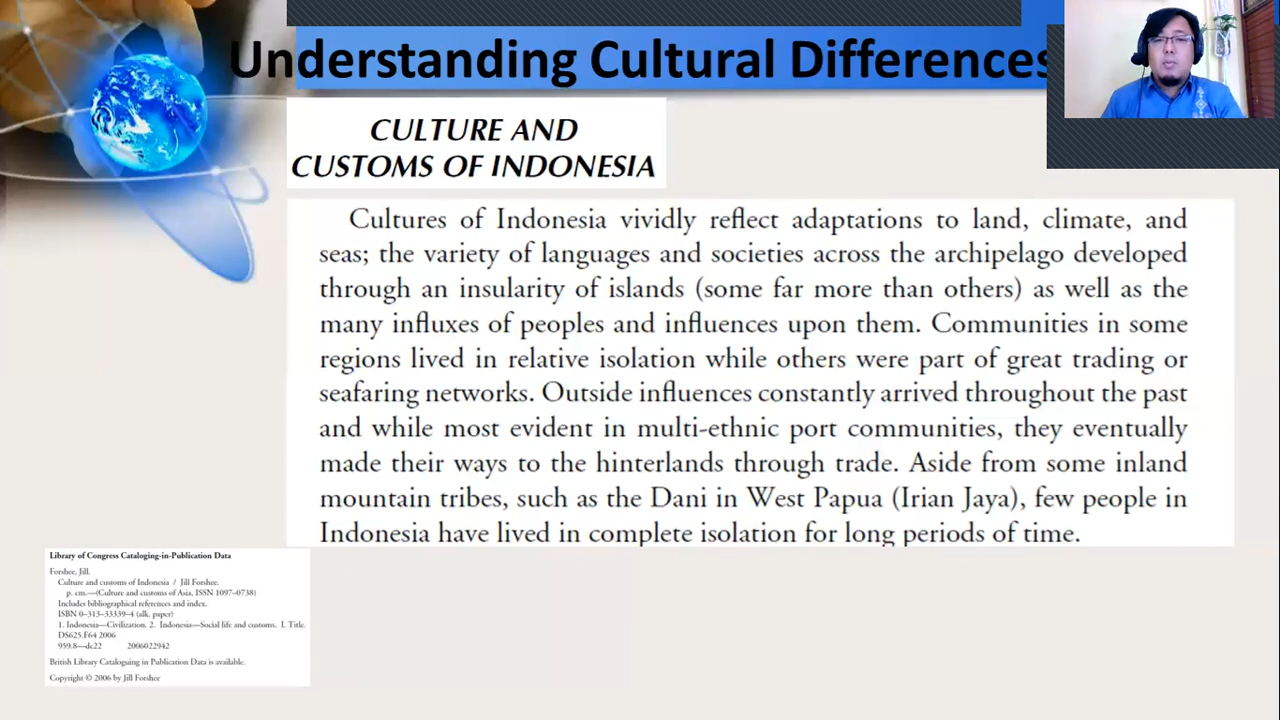 Understanding Cultural Differences
CULTURE AND
CUSTOMS OF INDONESIA
Cultures of Indonesia vividly reflect adaptations to land, climate, and
seas; the variety of languages and societies across the archipelago developed
through an insularity of islands (some far more than others) as well as the
many influxes of peoples and influences upon them. Communities in some
regions lived in relative isolation while others were part of great trading or
seafaring networks. Outside influences constantly arrived throughout the past
and while most evident in multi-ethnic port communities, they eventually
made their ways to the hinterlands through trade. Aside from some inland
mountain tribes, such as the Dani in West Papua (Irian Jaya), few people in
Indonesia have lived in complete isolation for long periods of time.
Library of Congress Cataloging-in-Publication Data
Forshee, Jill.
Culture and customs of Indonesia / Jill Forshee.
p. cm.—(Culture and customs of Asia, ISSN 1097–0738)
Includes bibliographical references and index.
ISBN 0–313–33339–4 (alk. paper)
1. Indonesia—Civilization. 2. Indonesia—Social life and customs. I. Title.
DS625.F64 2006
959.8—dc22 2006022942
British Library Cataloguing in Publication Data is available.
Copyright © 2006 by Jill Forshee